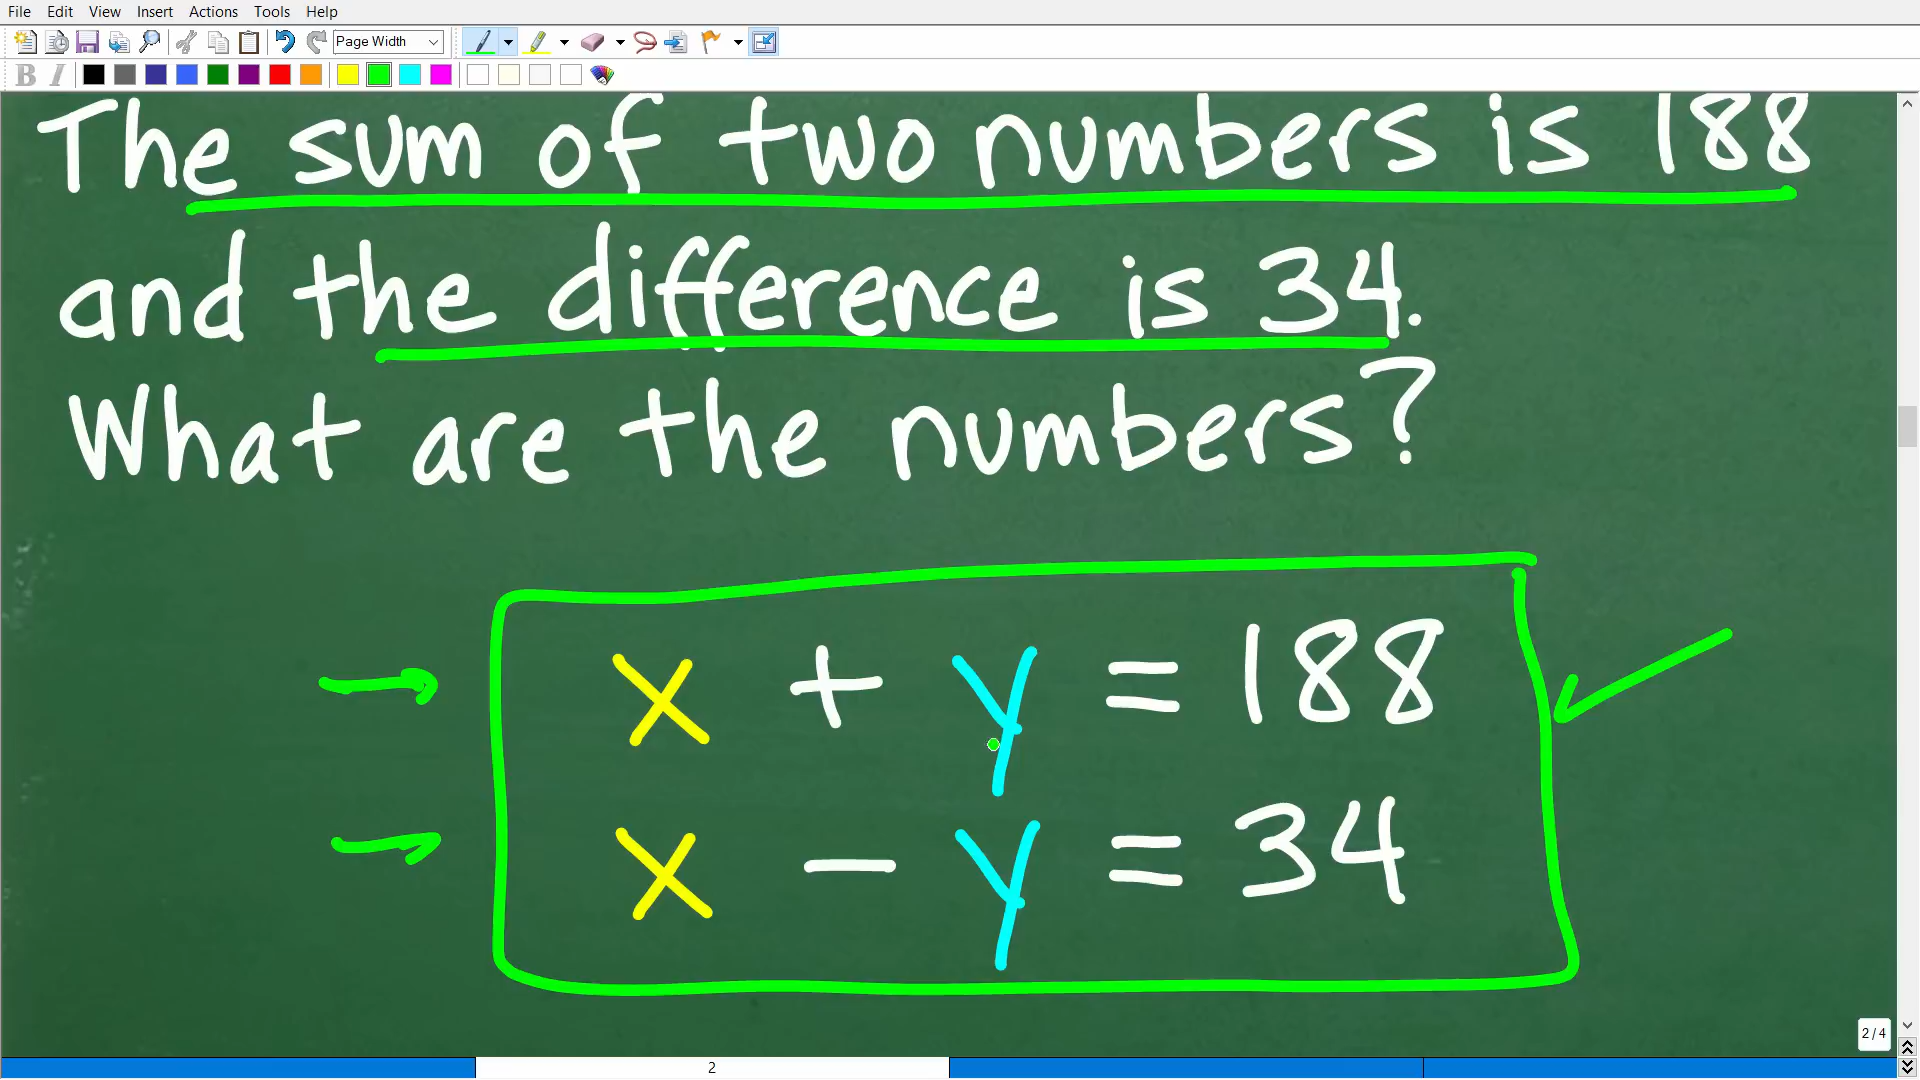 File Edit View Insert Actions Tools Help
Page Width
B I
The sum of two numbers is 188
and the difference is 34.
What are the numbers?
x + y = 188
x - y = 34
2 / 4
2